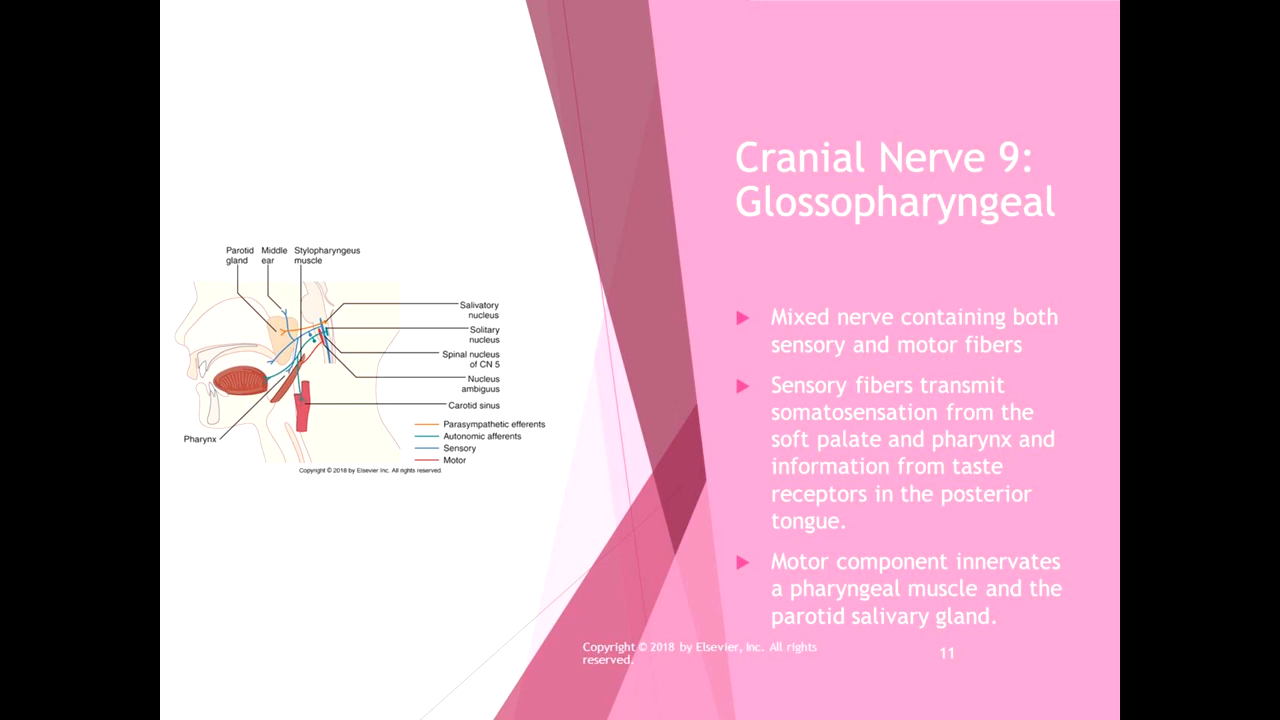 Cranial Nerve 9:
Glossopharyngeal
Parotid
gland
Middle
ear
Stylopharyngeus
muscle
Salivatory
nucleus
Solitary
nucleus
Spinal nucleus
of CN 5
Nucleus
ambiguus
Carotid sinus
Pharynx
Parasympathetic efferents
Autonomic afferents
Sensory
Motor
Copyright © 2018 by Elsevier Inc. All rights reserved.
Mixed nerve containing both
sensory and motor fibers
Sensory fibers transmit
somatosensation from the
soft palate and pharynx and
information from taste
receptors in the posterior
tongue.
Motor component innervates
a pharyngeal muscle and the
parotid salivary gland.
Copyright © 2018 by Elsevier, Inc. All rights
reserved.
11